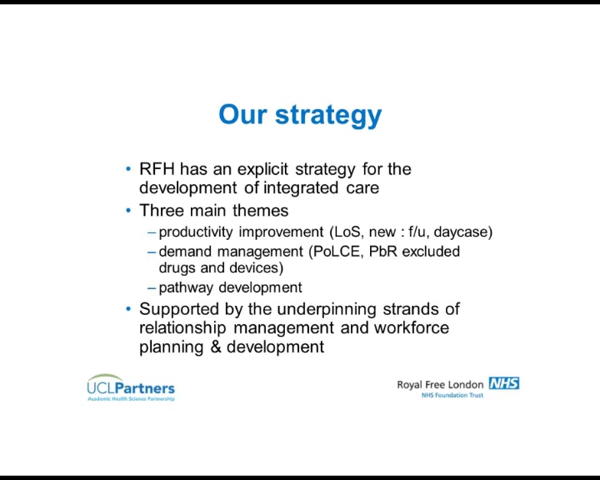 Our strategy
• RFH has an explicit strategy for the
development of integrated care
• Three main themes
–productivity improvement (LoS, new : f/u, daycase)
–demand management (PoLCE, PbR excluded
drugs and devices)
–pathway development
• Supported by the underpinning strands of
relationship management and workforce
planning & development
UCLPartners
Academic Health Science Partnership
Royal Free London NHS
NHS Foundation Trust